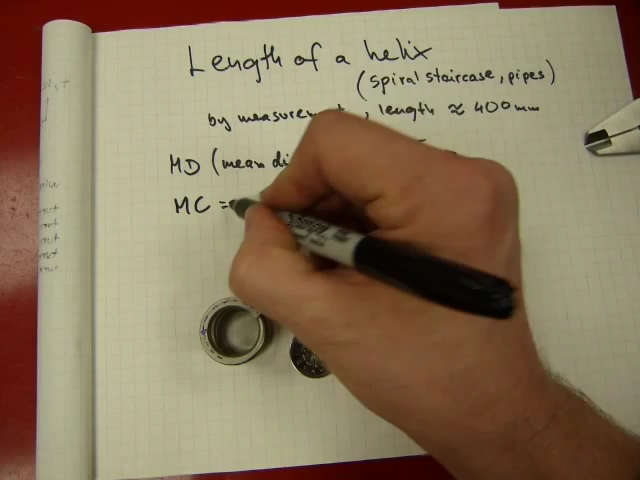 Length of a helix
(spiral staircase, pipes)
by measurement, length ≈ 400mm
MD (mean di
MC =